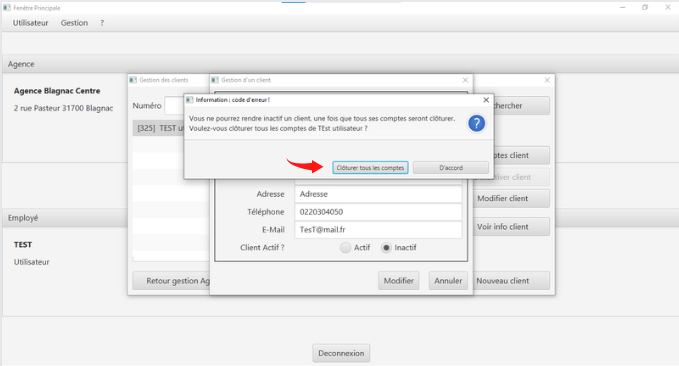 Fenêtre Principale
Utilisateur Gestion ?
Agence
Agence Blagnac Centre
2 rue Pasteur 31700 Blagnac
Employé
TEST
Utilisateur
Gestion des clients
Numéro
[325] TEST
Retour gestion
Gestion d'un client
Information : code d'erreur !
Vous ne pourrez rendre inactif un client, une fois que tous ses comptes seront clôturer.
Voulez-vous clôturer tous les comptes de TEst utilisateur ?
Clôturer tous les comptes D'accord
Adresse Adresse
Téléphone 0220304050
E-Mail TesT@mail.fr
Client Actif ? Actif Inactif
Modifier Annuler
client
client
Modifier client
Voir info client
Nouveau client
Deconnexion